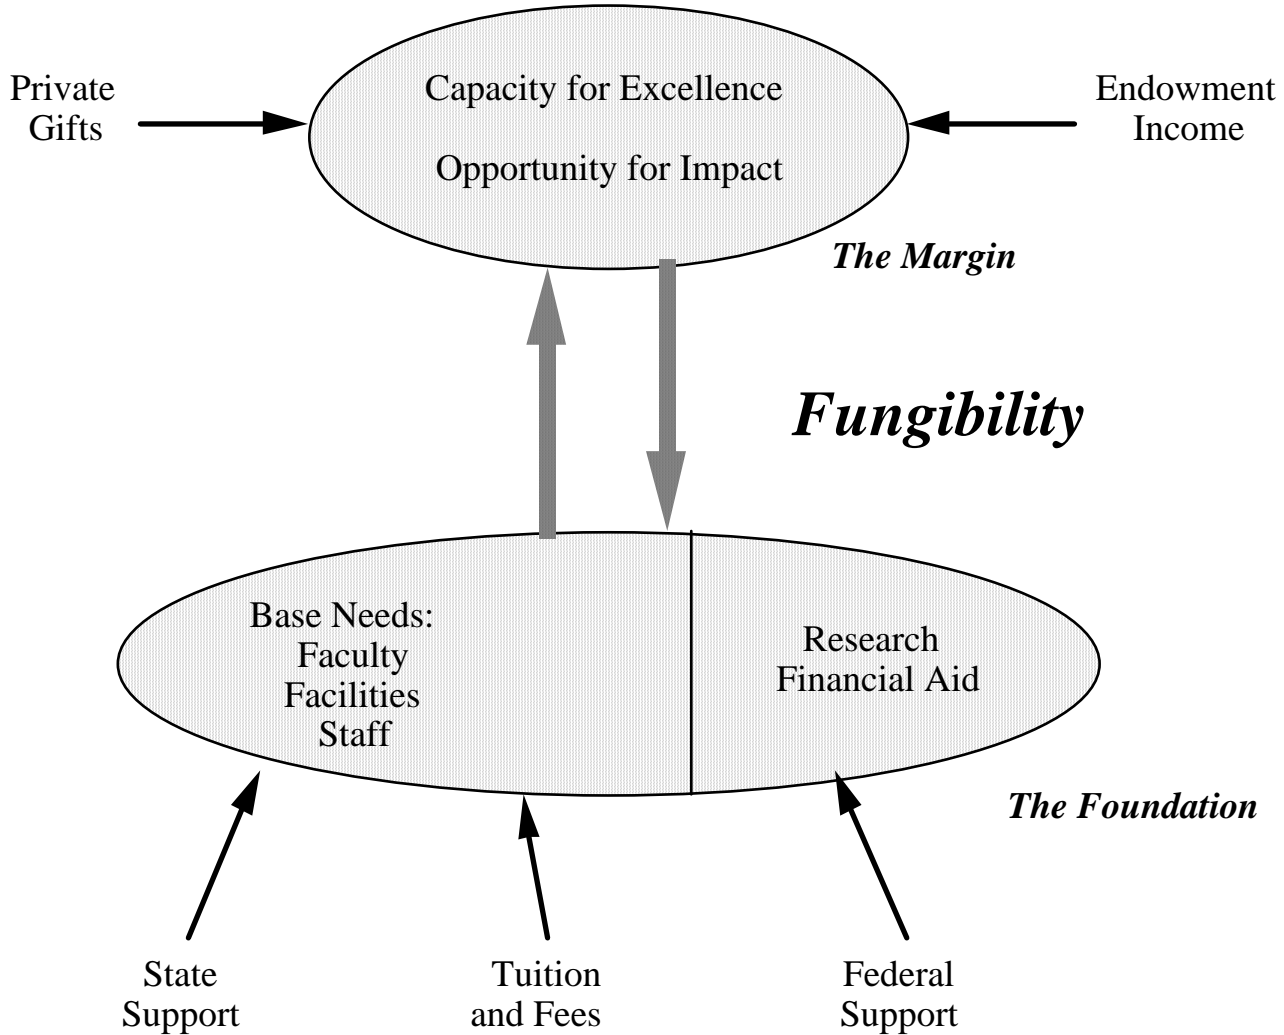 Private
Gifts
Capacity for Excellence
Opportunity for Impact
Endowment
Income
The Margin
Fungibility
Base Needs:
Faculty
Facilities
Staff
Research
Financial Aid
The Foundation
State
Support
Tuition
and Fees
Federal
Support